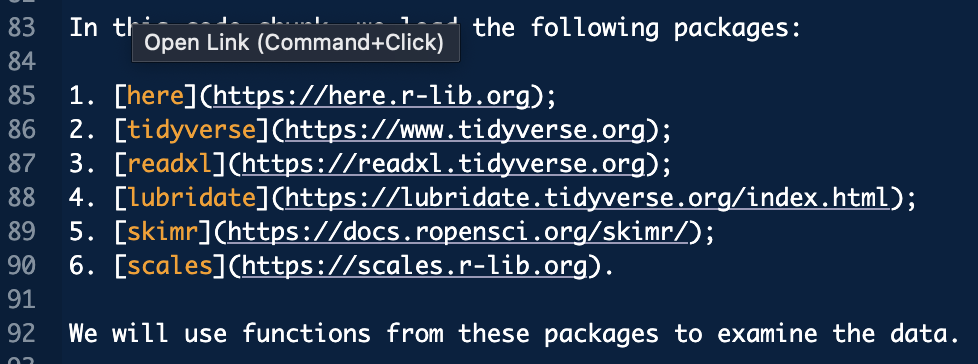 83 In the following packages:
Open Link (Command+Click)
84
85 1. [here](https://here.r-lib.org);
86 2. [tidyverse](https://www.tidyverse.org);
87 3. [readxl](https://readxl.tidyverse.org);
88 4. [lubridate](https://lubridate.tidyverse.org/index.html);
89 5. [skimr](https://docs.ropensci.org/skimr/);
90 6. [scales](https://scales.r-lib.org).
91
92 We will use functions from these packages to examine the data.